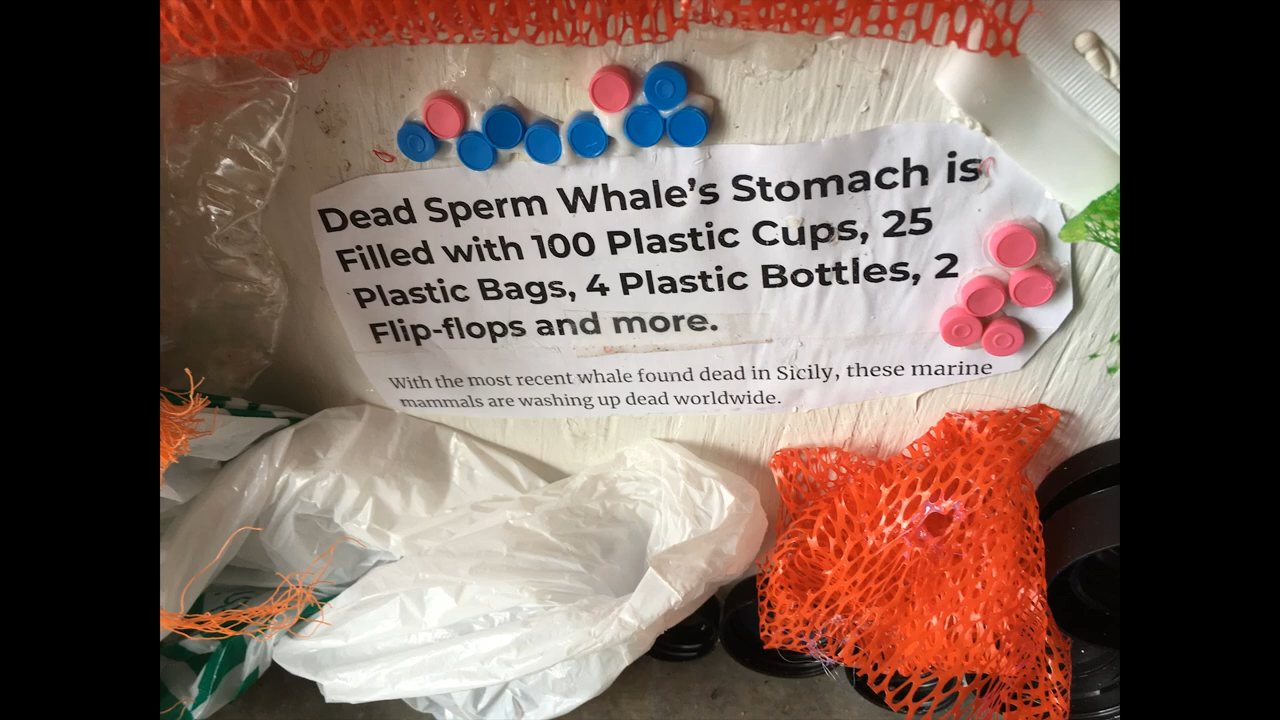 Dead Sperm Whale’s Stomach is
Filled with 100 Plastic Cups, 25
Plastic Bags, 4 Plastic Bottles, 2
Flip-flops and more.
With the most recent whale found dead in Sicily, these marine
mammals are washing up dead worldwide.